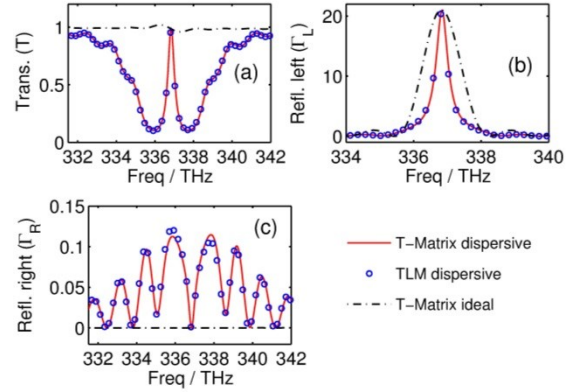 Trans. (T)
1
0.5
0
332 334 336 338 340 342
Freq / THz
(a)
Refl. left (Γ_L)
20
10
0
334 336 338 340
Freq / THz
(b)
Refl. right (Γ_R)
0.15
0.1
0.05
0
332 334 336 338 340 342
Freq / THz
(c)
T−Matrix dispersive
TLM dispersive
T−Matrix ideal